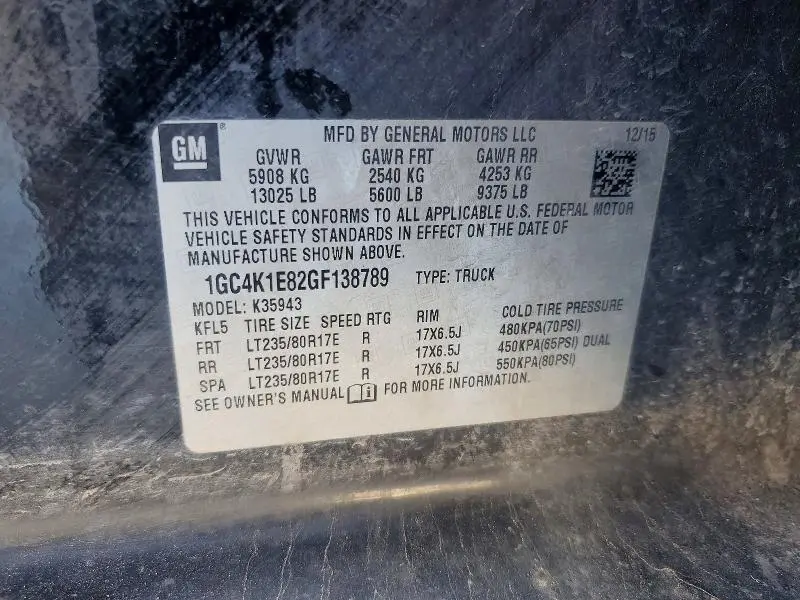 GM ® MFD BY GENERAL MOTORS LLC 12/15
GVWR GAWR FRT GAWR RR
5908 KG 2540 KG 4253 KG
13025 LB 5600 LB 9375 LB
THIS VEHICLE CONFORMS TO ALL APPLICABLE U.S. FEDERAL MOTOR
VEHICLE SAFETY STANDARDS IN EFFECT ON THE DATE OF
MANUFACTURE SHOWN ABOVE.
1GC4K1E82GF138789 TYPE: TRUCK
MODEL: K35943
KFL5 TIRE SIZE SPEED RTG RIM COLD TIRE PRESSURE
FRT LT235/80R17E R 17X6.5J 480KPA(70PSI)
RR LT235/80R17E R 17X6.5J 450KPA(65PSI) DUAL
SPA LT235/80R17E R 17X6.5J 550KPA(80PSI)
SEE OWNER'S MANUAL i FOR MORE INFORMATION.